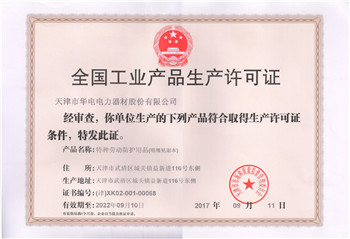 全国工业产品生产许可证
天津市华电电力器材股份有限公司
经审查，你单位生产的下列产品符合取得生产许可证
条件，特发此证。
产品名称：特种劳动防护用品
住　　所：天津市武清区城关镇益新道116号东侧
生产地址：天津市武清区城关镇益新道116号东侧
证书编号：(津)XK02-001-00068
有效期至：2022年09月10日
2017 年 09 月 11 日